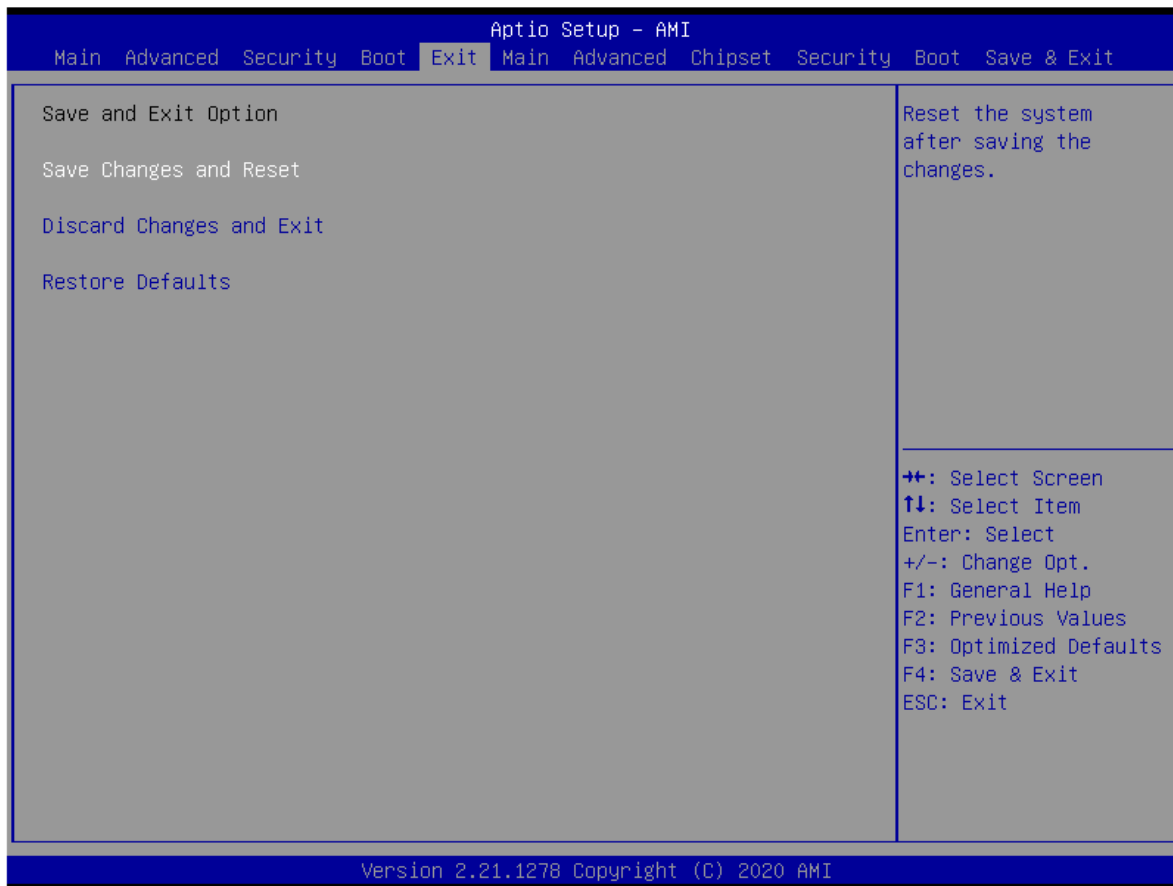 Aptio Setup – AMI
Main Advanced Security Boot Exit Main Advanced Chipset Security Boot Save & Exit
Save and Exit Option
Save Changes and Reset
Discard Changes and Exit
Restore Defaults
Reset the system
after saving the
changes.
→←: Select Screen
↑↓: Select Item
Enter: Select
+/-: Change Opt.
F1: General Help
F2: Previous Values
F3: Optimized Defaults
F4: Save & Exit
ESC: Exit
Version 2.21.1278 Copyright (C) 2020 AMI